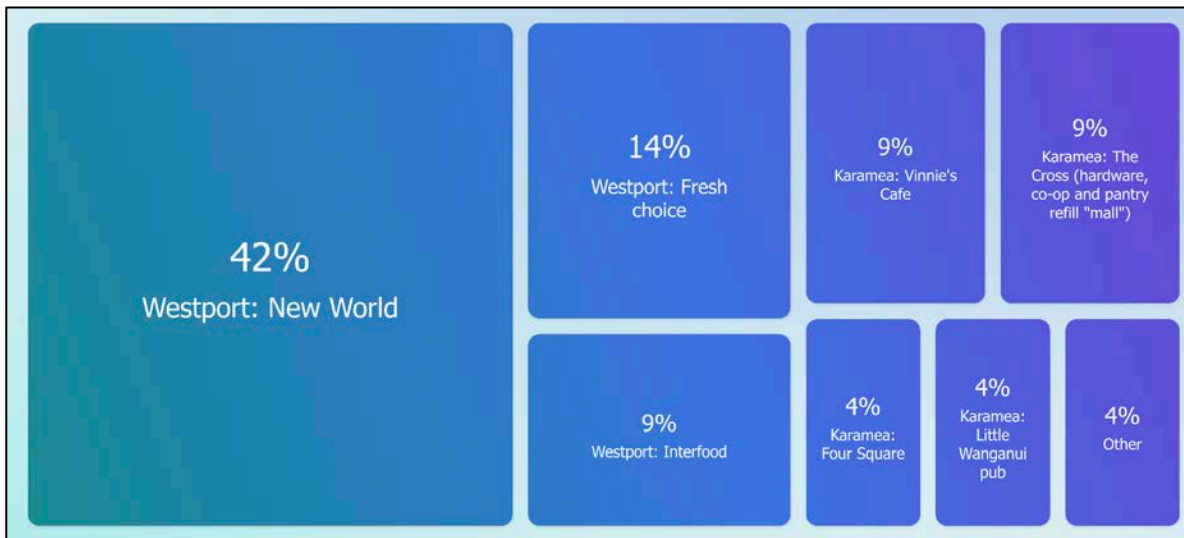 42%
Westport: New World
14%
Westport: Fresh
choice
9%
Westport: Interfood
9%
Karamea: Vinnie's
Cafe
9%
Karamea: The
Cross (hardware,
co-op and pantry
refill "mall")
4%
Karamea:
Four Square
4%
Karamea:
Little
Wanganui
pub
4%
Other